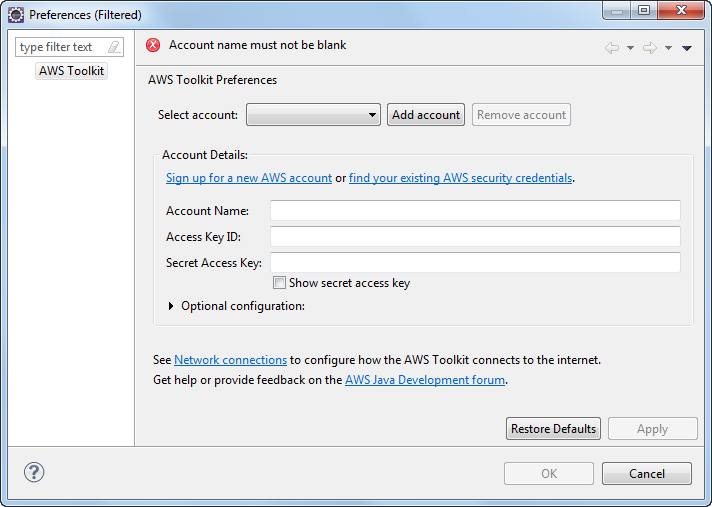 Preferences (Filtered)
type filter text
AWS Toolkit
Account name must not be blank
AWS Toolkit Preferences
Select account: Add account Remove account
Account Details:
Sign up for a new AWS account or find your existing AWS security credentials.
Account Name:
Access Key ID:
Secret Access Key:
Show secret access key
Optional configuration:
See Network connections to configure how the AWS Toolkit connects to the internet.
Get help or provide feedback on the AWS Java Development forum.
Restore Defaults Apply
? OK Cancel